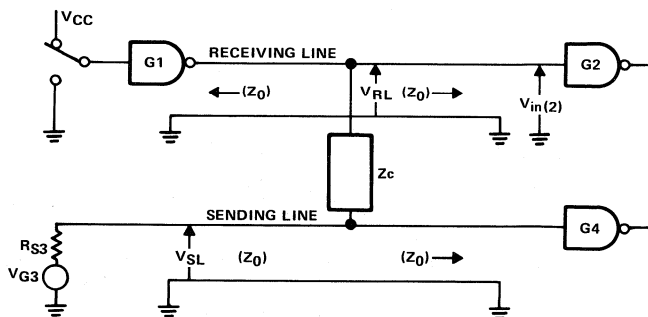 VCC
G1
RECEIVING LINE
G2
(Z0)
VRL
(Z0)
Vin(2)
Zc
SENDING LINE
RS3
VG3
VSL
(Z0)
(Z0)
G4